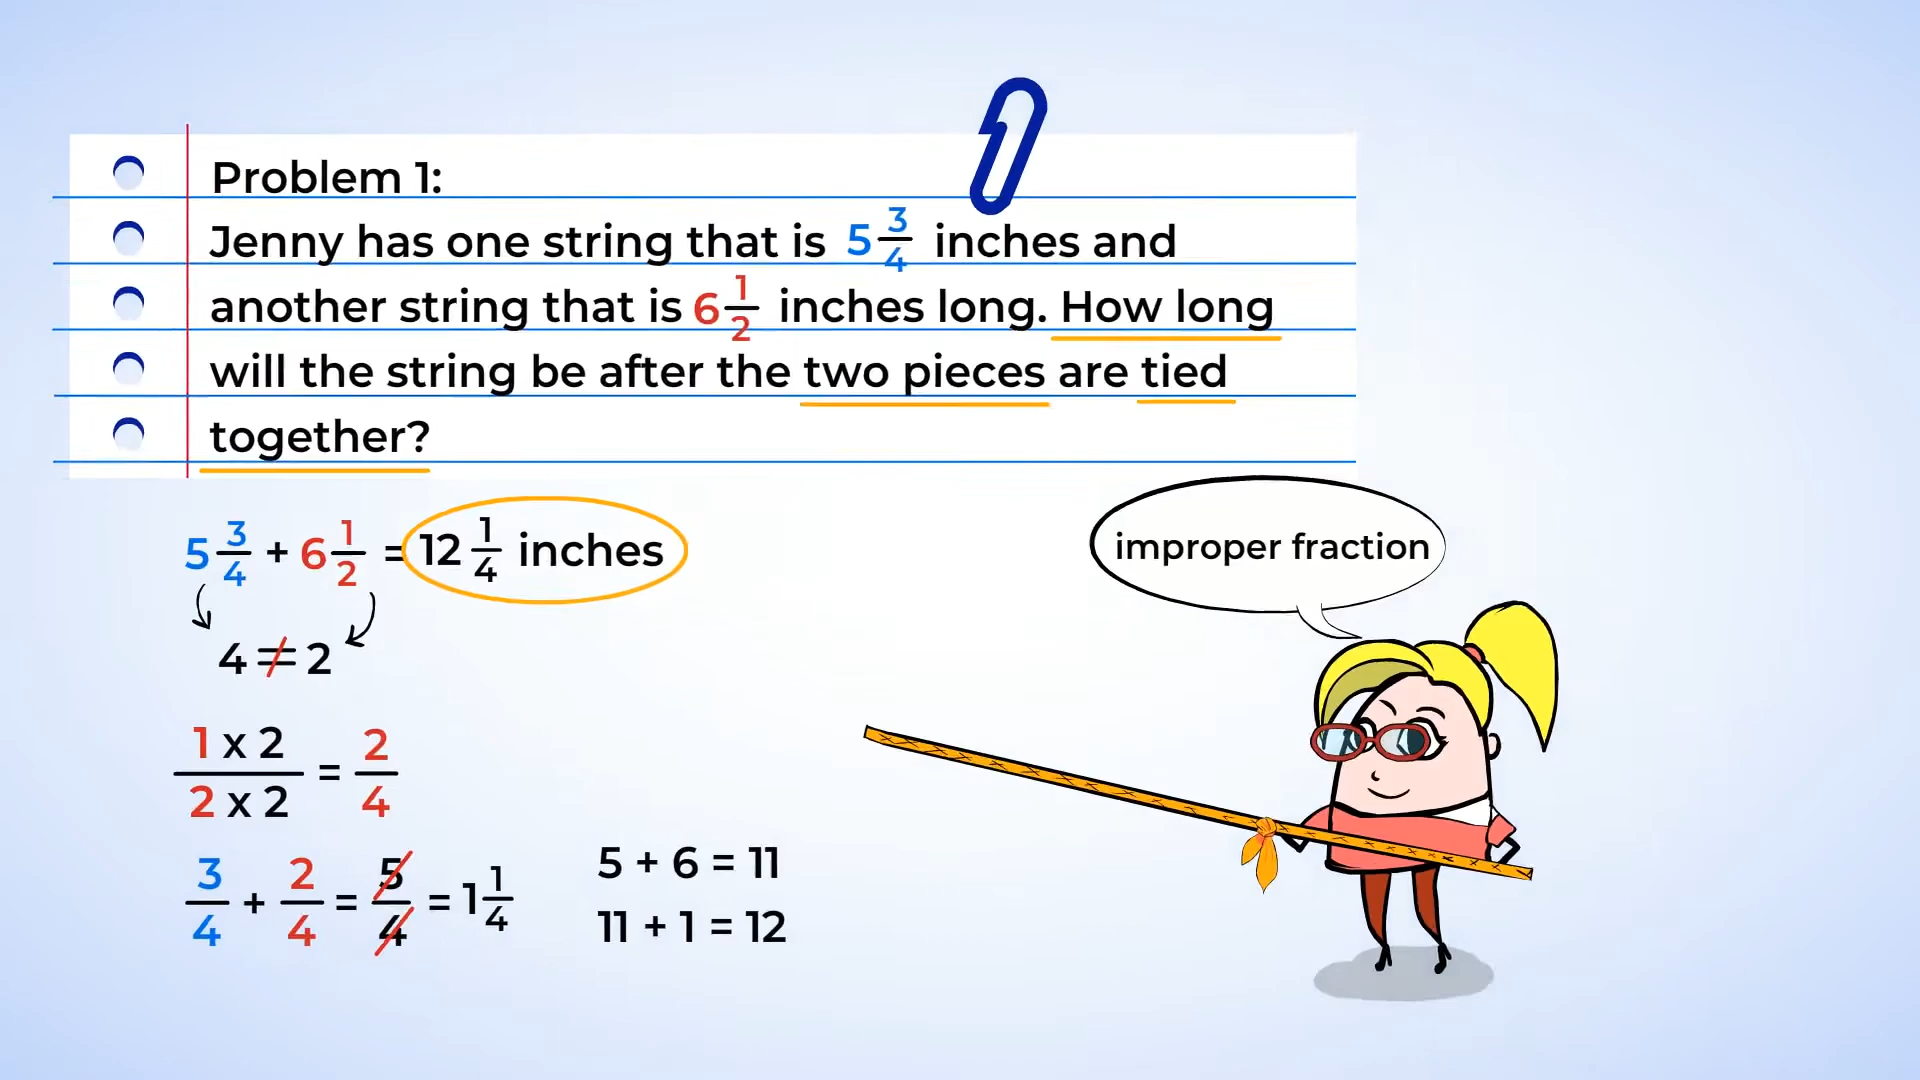 Problem 1:
Jenny has one string that is 5 3/4 inches and
another string that is 6 1/2 inches long. How long
will the string be after the two pieces are tied
together?
5 3/4 + 6 1/2 = 12 1/4 inches
4 ≠ 2
1 x 2 / 2 x 2 = 2/4
3/4 + 2/4 = 5/4 = 1 1/4
5 + 6 = 11
11 + 1 = 12
improper fraction